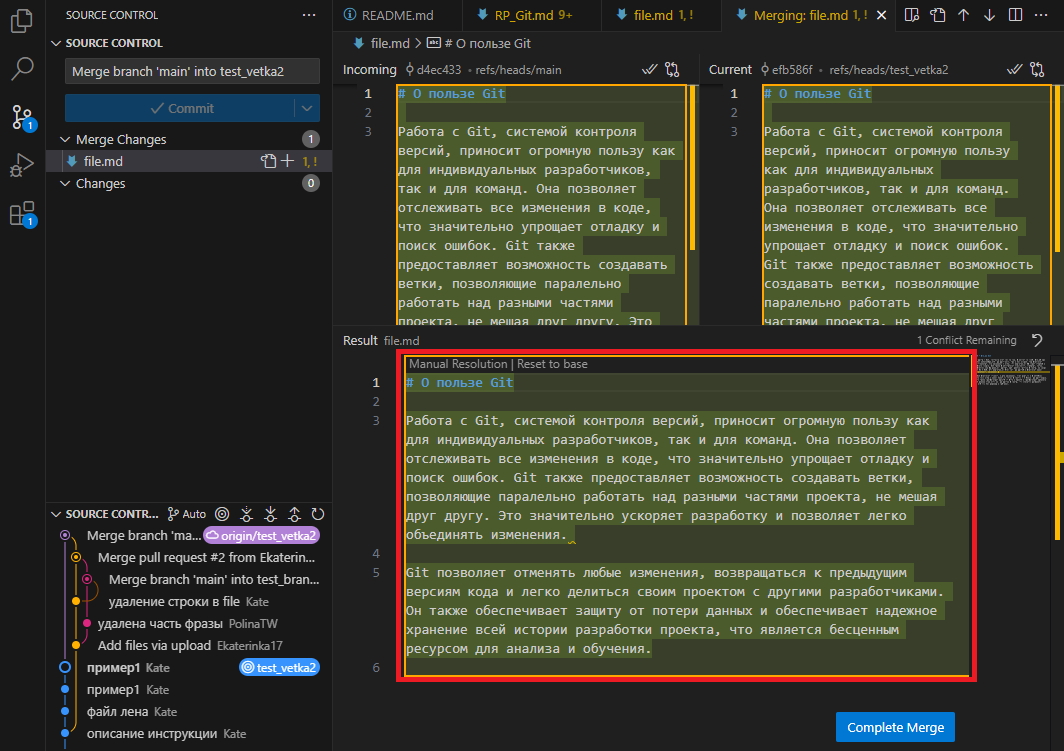 SOURCE CONTROL ...
SOURCE CONTROL
Merge branch 'main' into test_vetka2
Commit
Merge Changes 1
file.md 1, !
Changes 0
1
1
README.md
RP_Git.md 9+
file.md 1, !
Merging: file.md 1, !
file.md > # О пользе Git
Incoming d4ec433 • refs/heads/main
1 # О пользе Git
2
3 Работа с Git, системой контроля
версий, приносит огромную пользу как
для индивидуальных разработчиков,
так и для команд. Она позволяет
отслеживать все изменения в коде,
что значительно упрощает отладку и
поиск ошибок. Git также
предоставляет возможность создавать
ветки, позволяющие паралельно
работать над разными частями
проекта, не мешая друг другу. Это
Current efb586f • refs/heads/test_vetka2
1 # О пользе Git
2
3 Работа с Git, системой контроля
версий, приносит огромную пользу
как для индивидуальных
разработчиков, так и для команд.
Она позволяет отслеживать все
изменения в коде, что значительно
упрощает отладку и поиск ошибок.
Git также предоставляет возможность
создавать ветки, позволяющие
паралельно работать над разными
частями проекта, не мешая друг
Result file.md 1 Conflict Remaining
Manual Resolution | Reset to base
1 # О пользе Git
2
3 Работа с Git, системой контроля версий, приносит огромную пользу как
для индивидуальных разработчиков, так и для команд. Она позволяет
отслеживать все изменения в коде, что значительно упрощает отладку и
поиск ошибок. Git также предоставляет возможность создавать ветки,
позволяющие паралельно работать над разными частями проекта, не мешая
друг другу. Это значительно ускоряет разработку и позволяет легко
объединять изменения.
4
5 Git позволяет отменять любые изменения, возвращаться к предыдущим
версиям кода и легко делиться своим проектом с другими разработчиками.
Он также обеспечивает защиту от потери данных и обеспечивает надежное
хранение всей истории разработки проекта, что является бесценным
ресурсом для анализа и обучения.
6
Complete Merge
SOURCE CONTR... Auto
Merge branch 'ma... origin/test_vetka2
Merge pull request #2 from Ekaterin...
Merge branch 'main' into test_bran...
удаление строки в file Kate
удалена часть фразы PolinaTW
Add files via upload Ekaterina17
пример1 Kate test_vetka2
пример1 Kate
файл лена Kate
описание инструкции Kate